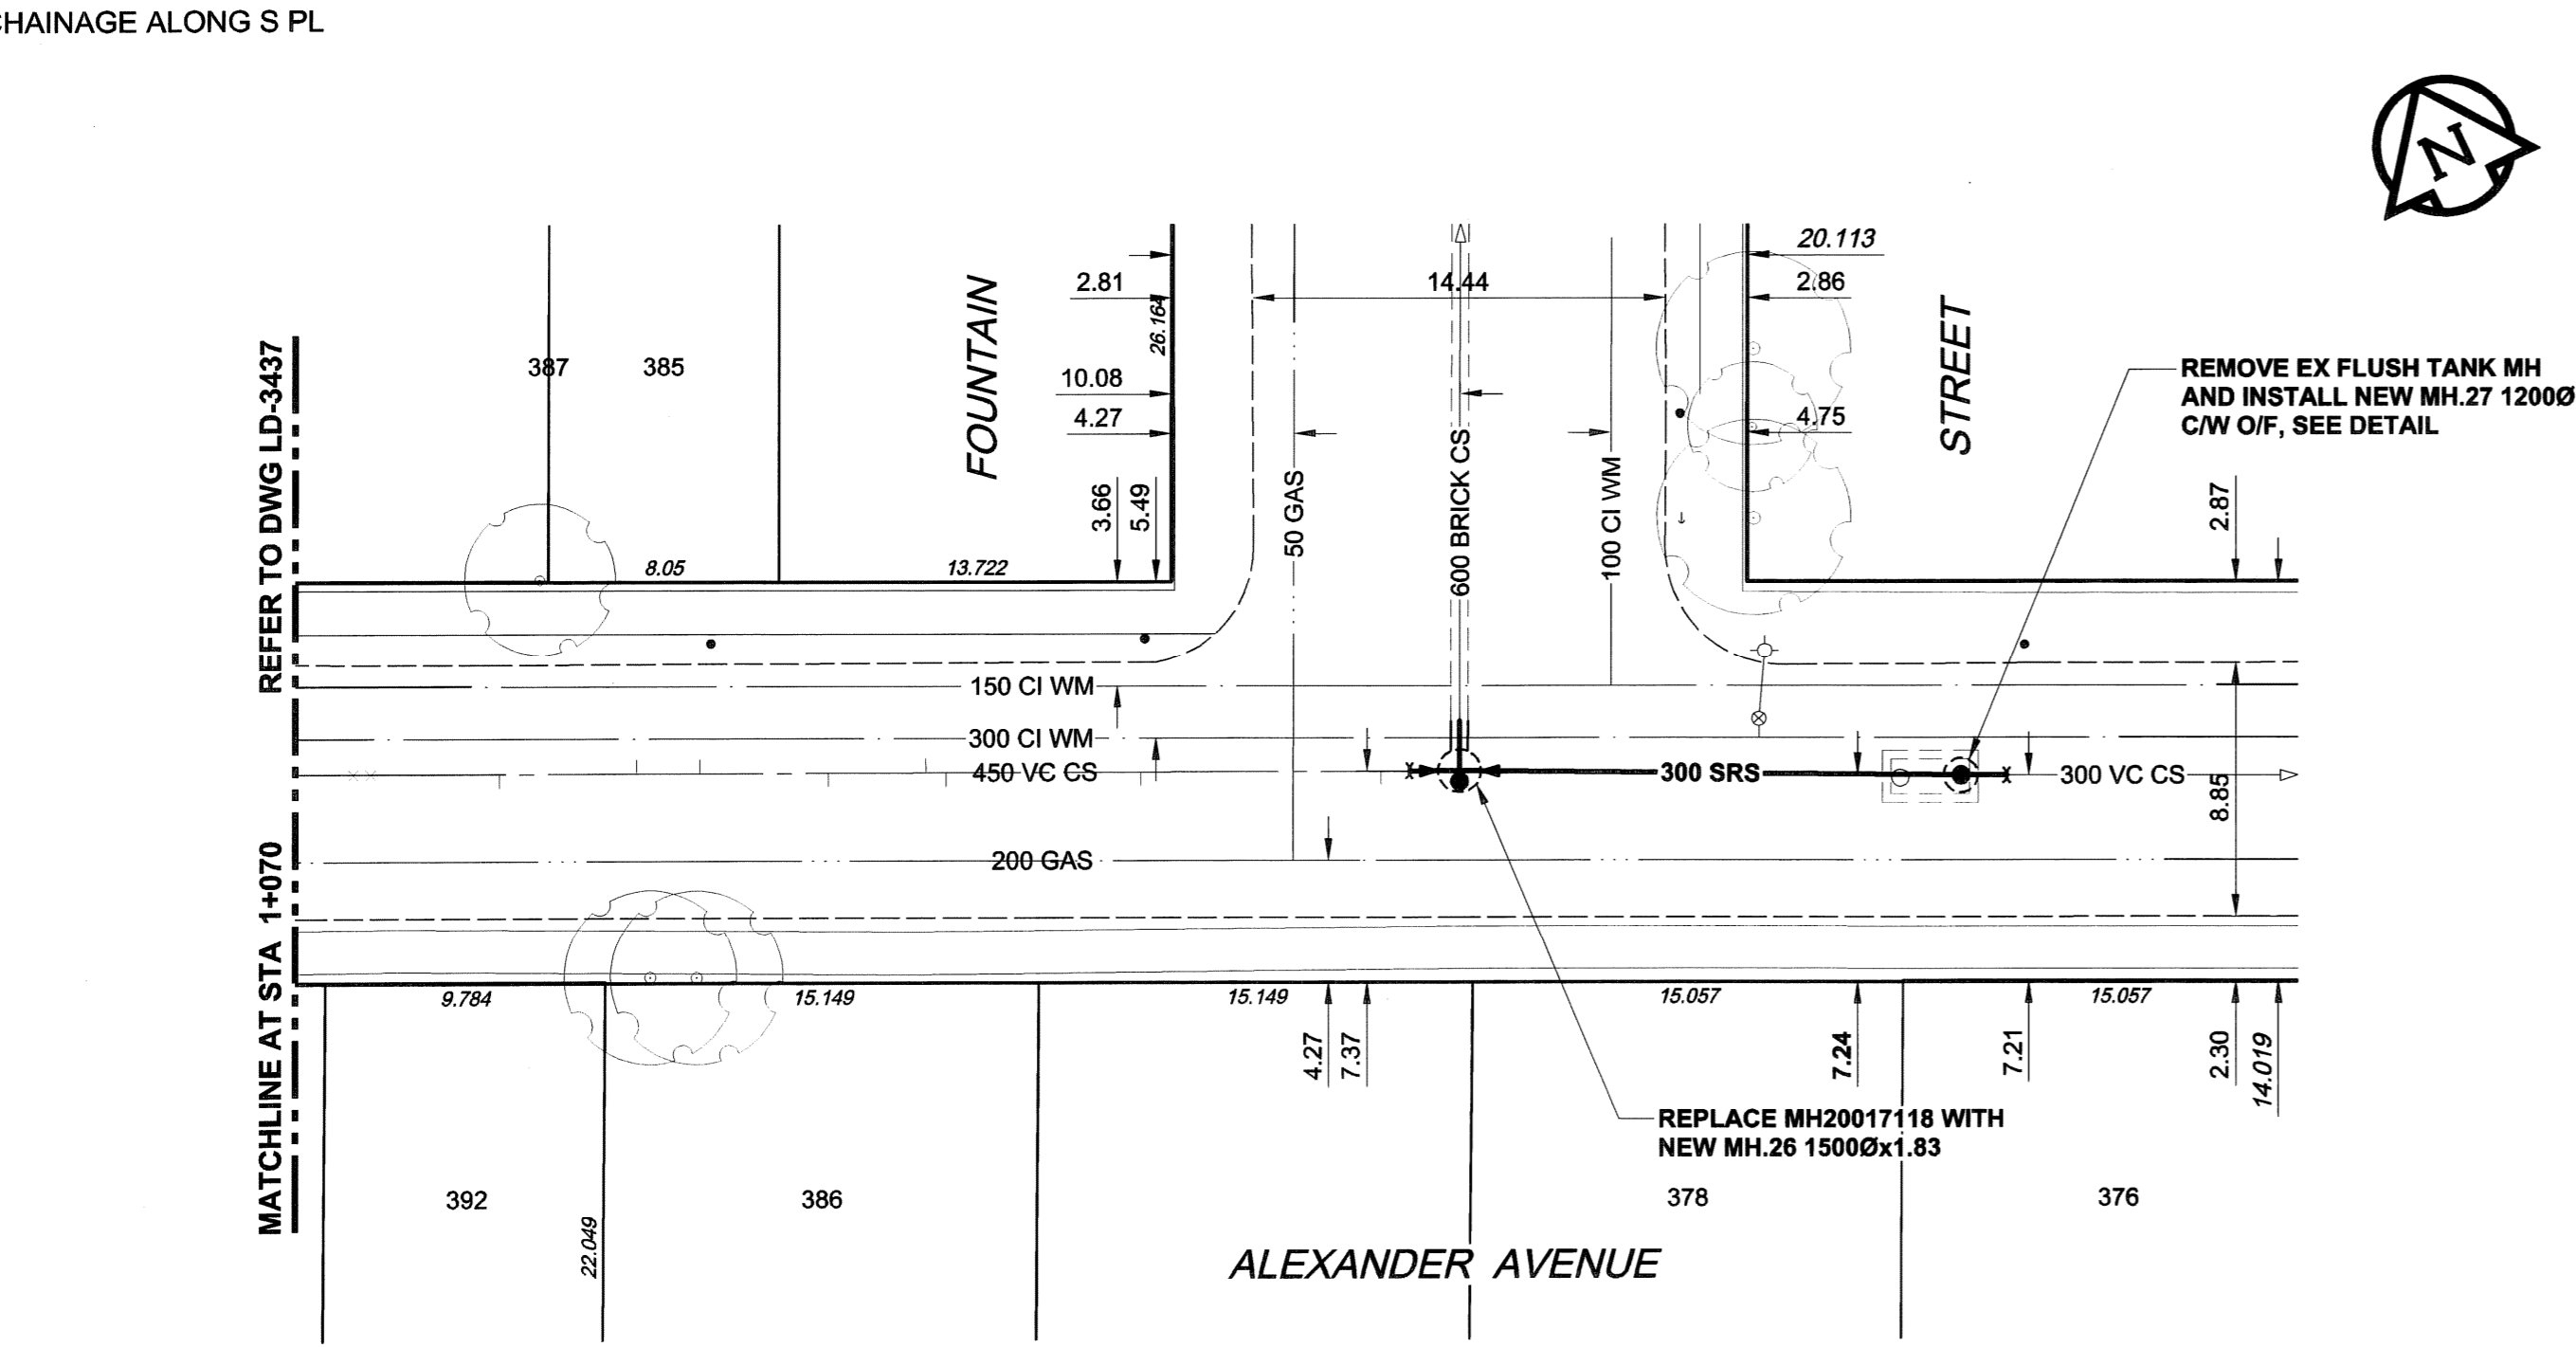 CHAINAGE ALONG S PL
N
20.113
2.81
14.44
2.86
26.164
FOUNTAIN
STREET
387
385
10.08
4.27
4.75
REMOVE EX FLUSH TANK MH
AND INSTALL NEW MH.27 1200Ø
C/W O/F, SEE DETAIL
REFER TO DWG LD-3437
3.66
5.49
50 GAS
600 BRICK CS
100 CI WM
2.87
8.05
13.722
150 CI WM
300 CI WM
450 VC CS
300 SRS
300 VC CS
8.85
200 GAS
MATCHLINE AT STA 1+070
9.784
15.149
15.149
15.057
15.057
4.27
7.37
7.24
7.21
2.30
14.019
REPLACE MH20017118 WITH
NEW MH.26 1500Øx1.83
392
386
378
376
22.049
ALEXANDER AVENUE